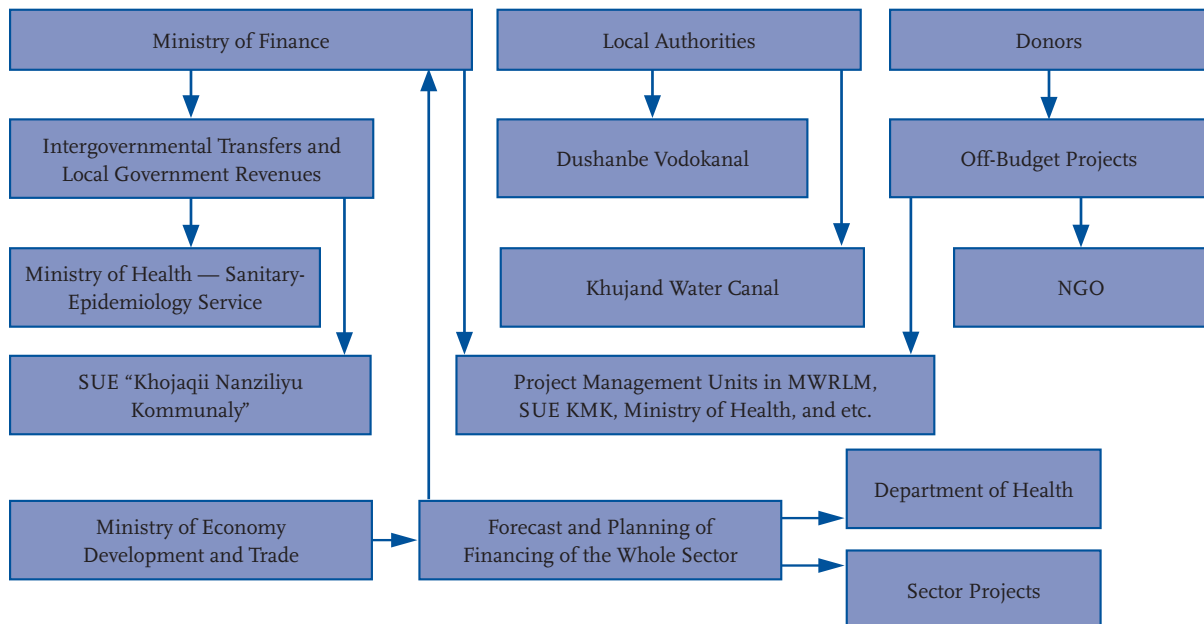 Ministry of Finance
Local Authorities
Donors
Intergovernmental Transfers and
Local Government Revenues
Dushanbe Vodokanal
Off-Budget Projects
Ministry of Health — Sanitary-
Epidemiology Service
Khujand Water Canal
NGO
SUE “Khojaqii Nanziliyu
Kommunaly”
Project Management Units in MWRLM,
SUE KMK, Ministry of Health, and etc.
Ministry of Economy
Development and Trade
Forecast and Planning of
Financing of the Whole Sector
Department of Health
Sector Projects